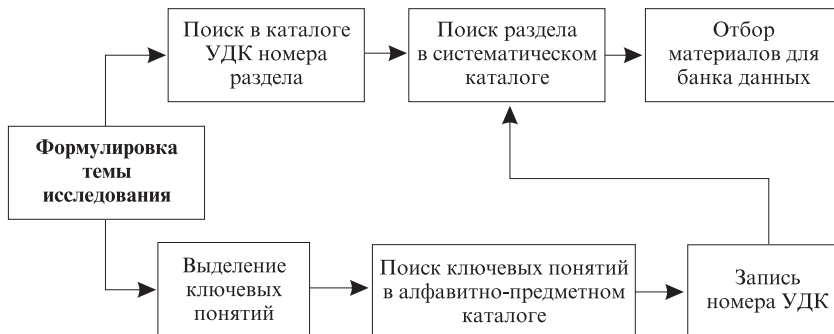 Поиск в каталоге
УДК номера
раздела
Поиск раздела
в систематическом
каталоге
Отбор
материалов для
банка данных
Формулировка
темы
исследования
Выделение
ключевых
понятий
Поиск ключевых понятий
в алфавитно-предметном
каталоге
Запись
номера УДК